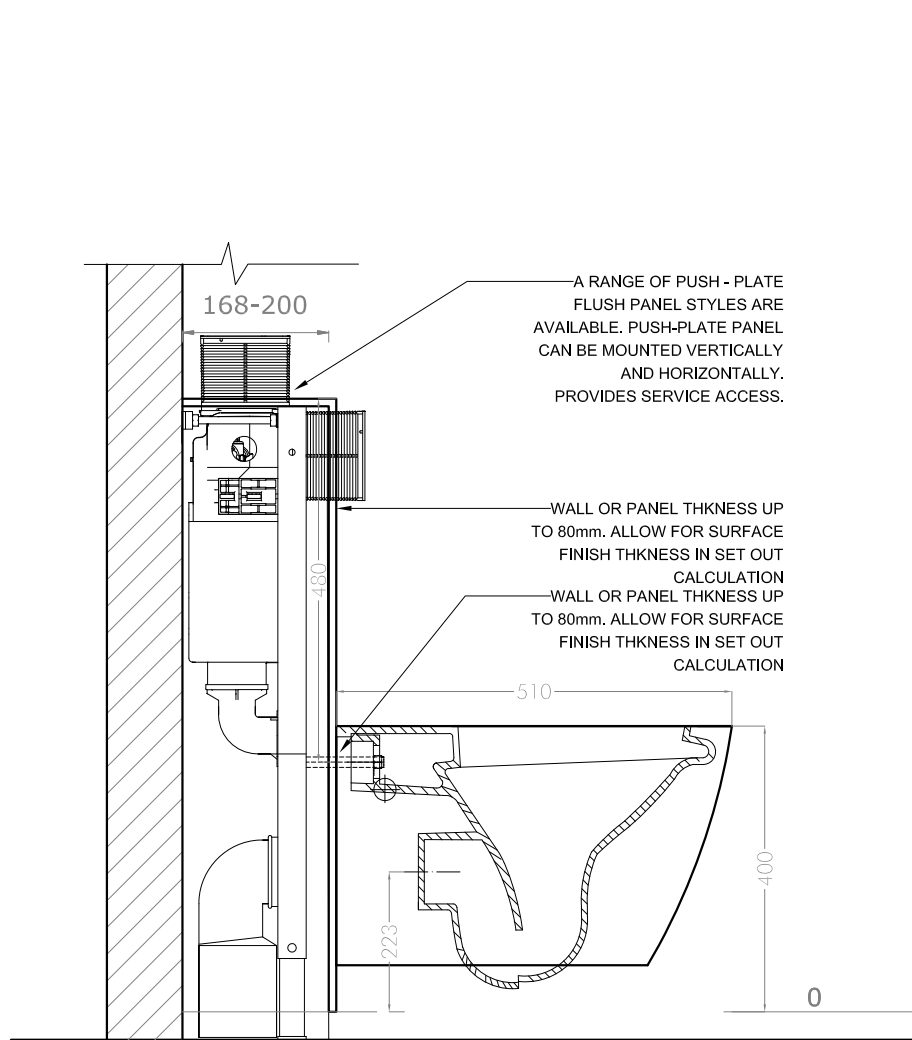 A RANGE OF PUSH - PLATE
FLUSH PANEL STYLES ARE
AVAILABLE. PUSH-PLATE PANEL
CAN BE MOUNTED VERTICALLY
AND HORIZONTALLY.
PROVIDES SERVICE ACCESS.
168-200
WALL OR PANEL THKNESS UP
TO 80mm. ALLOW FOR SURFACE
FINISH THKNESS IN SET OUT
CALCULATION
480
WALL OR PANEL THKNESS UP
TO 80mm. ALLOW FOR SURFACE
FINISH THKNESS IN SET OUT
CALCULATION
510
400
223
0